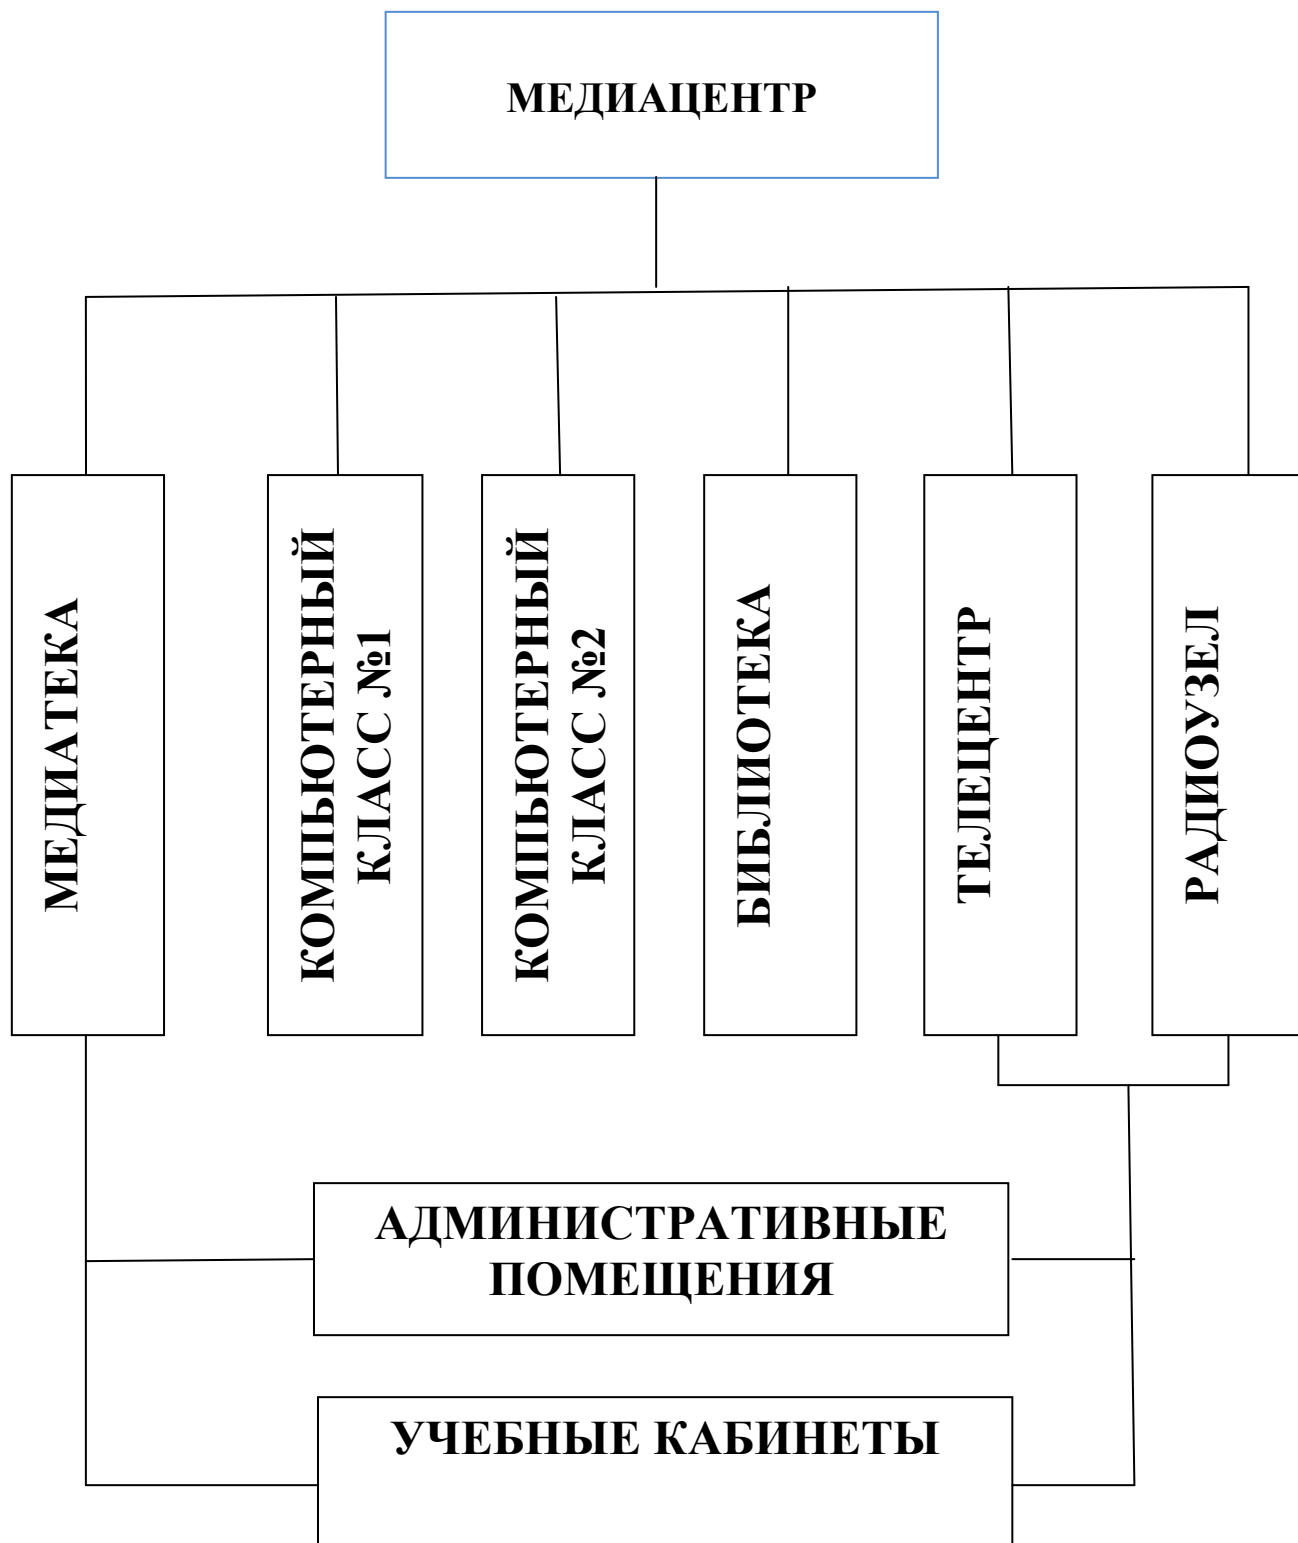 МЕДИАЦЕНТР
МЕДИАТЕКА
КОМПЬЮТЕРНЫЙ
КЛАСС №1
КОМПЬЮТЕРНЫЙ
КЛАСС №2
БИБЛИОТЕКА
ТЕЛЕЦЕНТР
РАДИОУЗЕЛ
АДМИНИСТРАТИВНЫЕ
ПОМЕЩЕНИЯ
УЧЕБНЫЕ КАБИНЕТЫ